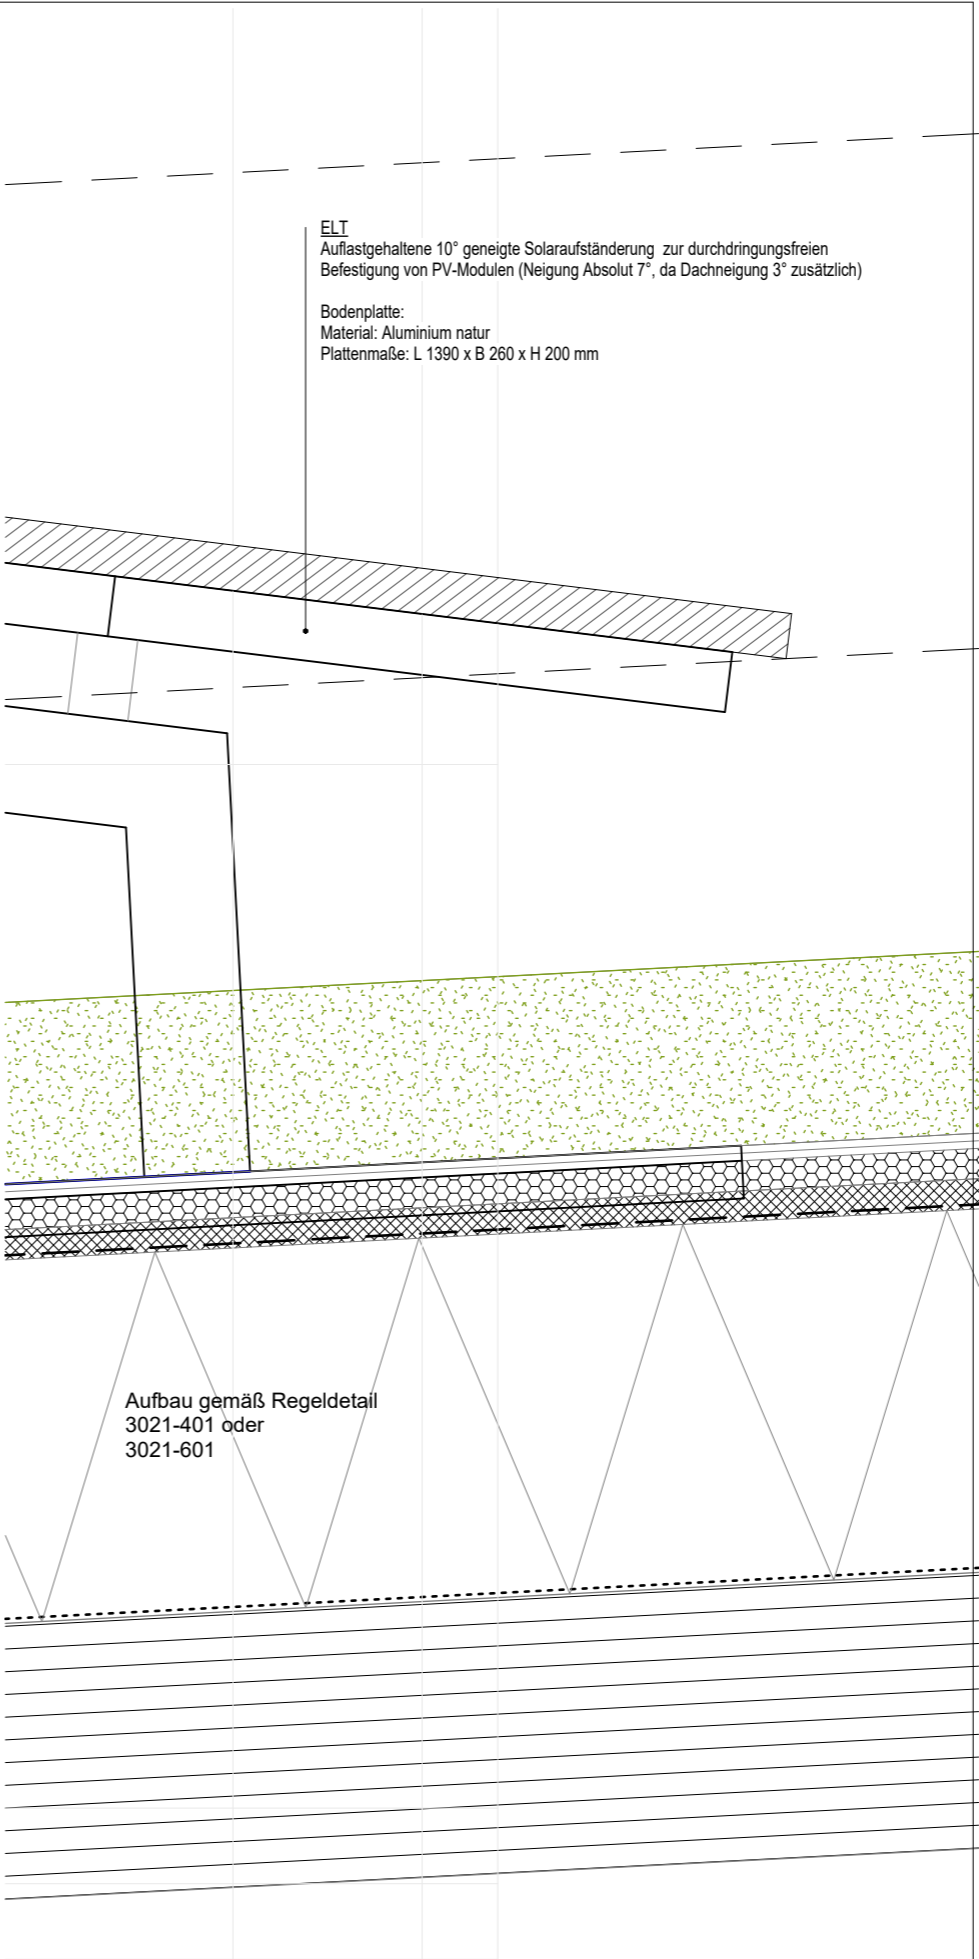 ELT
Auflastgehaltene 10° geneigte Solaraufständerung zur durchdringungsfreien
Befestigung von PV-Modulen (Neigung Absolut 7°, da Dachneigung 3° zusätzlich)
Bodenplatte:
Material: Aluminium natur
Plattenmaße: L 1390 x B 260 x H 200 mm
Aufbau gemäß Regeldetail
3021-401 oder
3021-601